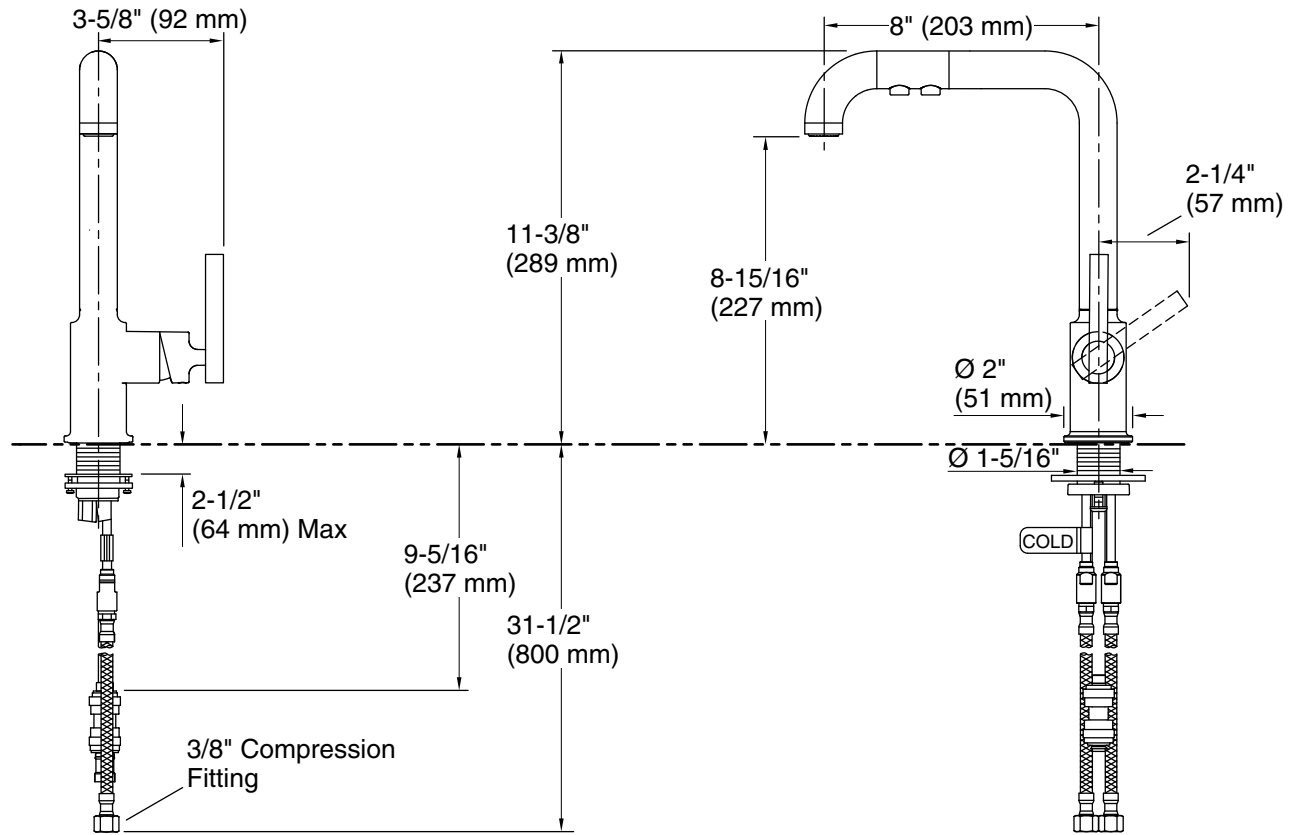 3-5/8" (92 mm)
8" (203 mm)
2-1/4"
(57 mm)
11-3/8"
(289 mm)
8-15/16"
(227 mm)
Ø 2"
(51 mm)
Ø 1-5/16"
2-1/2"
(64 mm) Max
COLD
9-5/16"
(237 mm)
31-1/2"
(800 mm)
3/8" Compression
Fitting